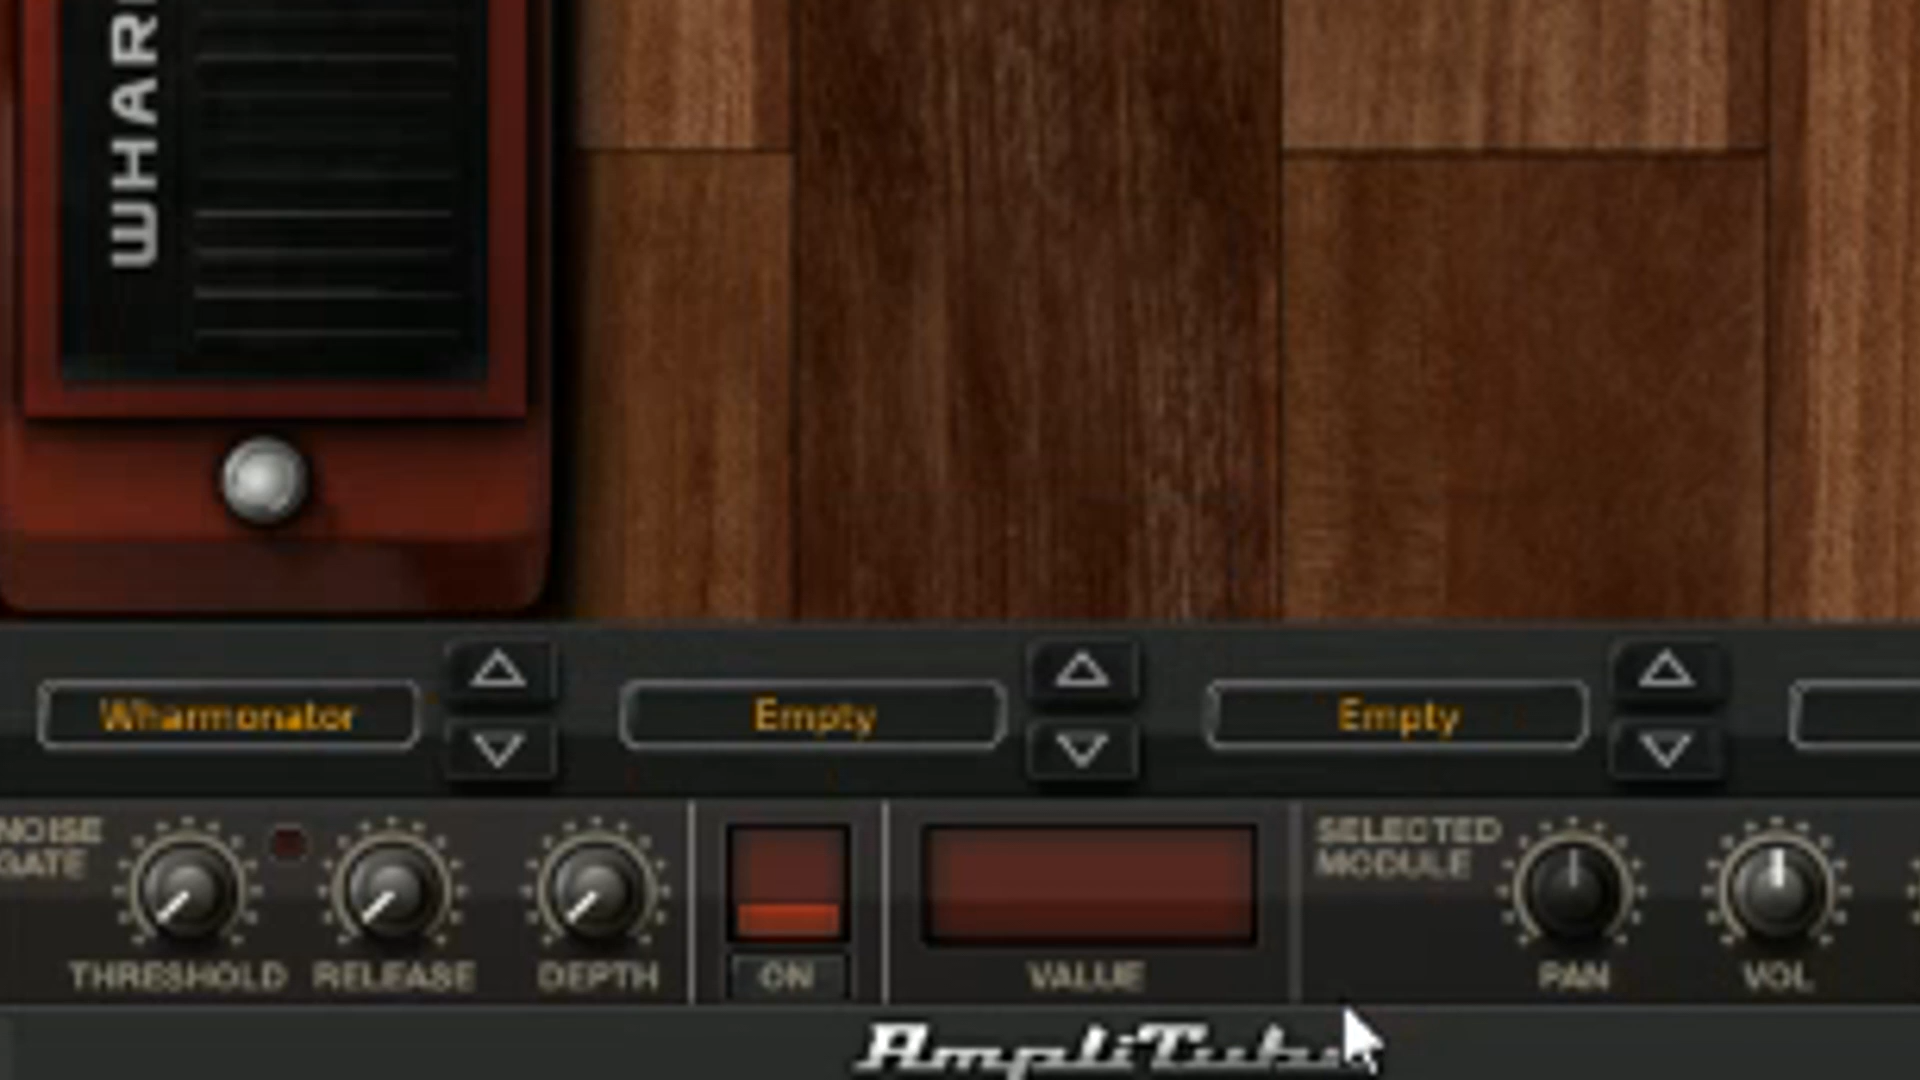 WHAR
Wharmonator
Empty
Empty
NOISE
GATE
THRESHOLD
RELEASE
DEPTH
ON
VALUE
SELECTED
MODULE
PAN
VOL
AmpliTube